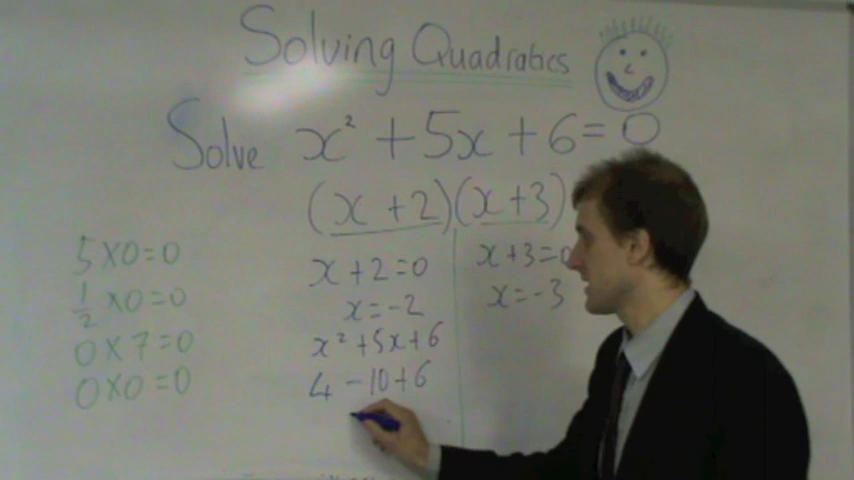 Solving Quadratics
Solve x² + 5x + 6 = 0
(x + 2)(x + 3)
5 × 0 = 0
½ × 0 = 0
0 × 7 = 0
0 × 0 = 0
x + 2 = 0
x = -2
x² + 5x + 6
4 - 10 + 6
x + 3 = 0
x = -3